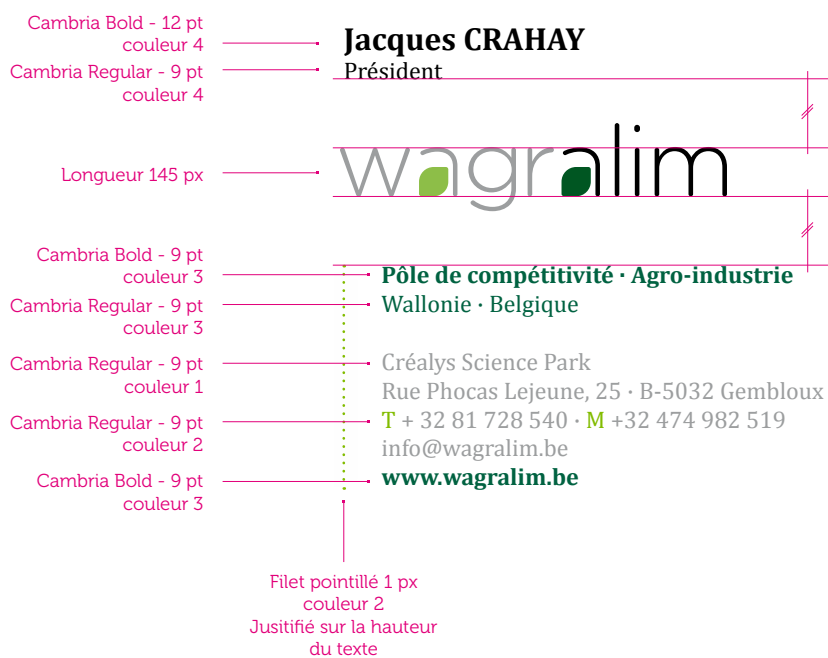 Cambria Bold - 12 pt
couleur 4
Jacques CRAHAY
Cambria Regular - 9 pt
couleur 4
Président
Longueur 145 px
wagralim
Cambria Bold - 9 pt
couleur 3
Pôle de compétitivité · Agro-industrie
Cambria Regular - 9 pt
couleur 3
Wallonie · Belgique
Cambria Regular - 9 pt
couleur 1
Créalys Science Park
Rue Phocas Lejeune, 25 · B-5032 Gembloux
Cambria Regular - 9 pt
couleur 2
T + 32 81 728 540 · M +32 474 982 519
info@wagralim.be
Cambria Bold - 9 pt
couleur 3
www.wagralim.be
Filet pointillé 1 px
couleur 2
Jusitifié sur la hauteur
du texte